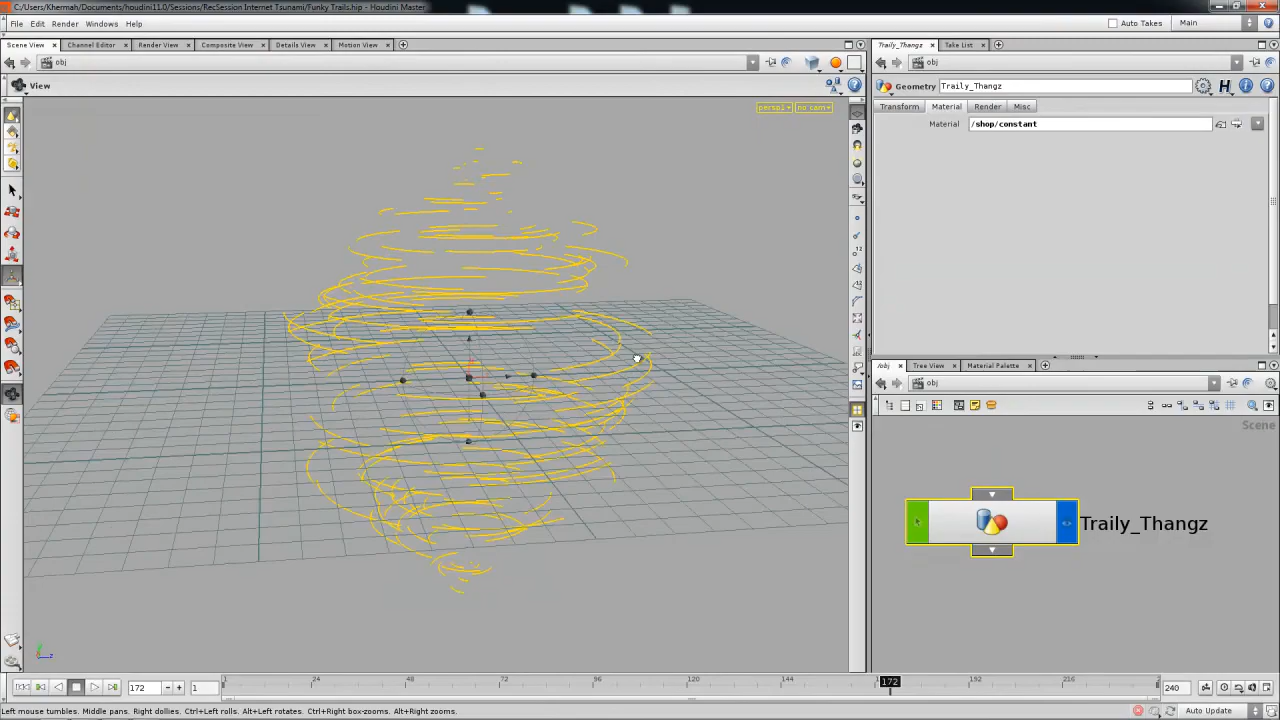 C:/Users/Khermah/Documents/houdini11.0/Sessions/RecSession Internet Tsunami/Funky Trails.hip - Houdini Master
File Edit Render Windows Help
Auto Takes Main
Scene View Channel Editor Render View Composite View Details View Motion View
obj
View
persp1 no cam
Traily_Thangz Take List
obj
Geometry Traily_Thangz
Transform Material Render Misc
Material /shop/constant
/obj Tree View Material Palette
obj
Scene
Traily_Thangz
172 1
1 24 48 72 96 120 144 172 192 216 2
240
Left mouse tumbles. Middle pans. Right dollies. Ctrl+Left rolls. Alt+Left rotates. Ctrl+Right box-zooms. Alt+Right zooms.
Auto Update